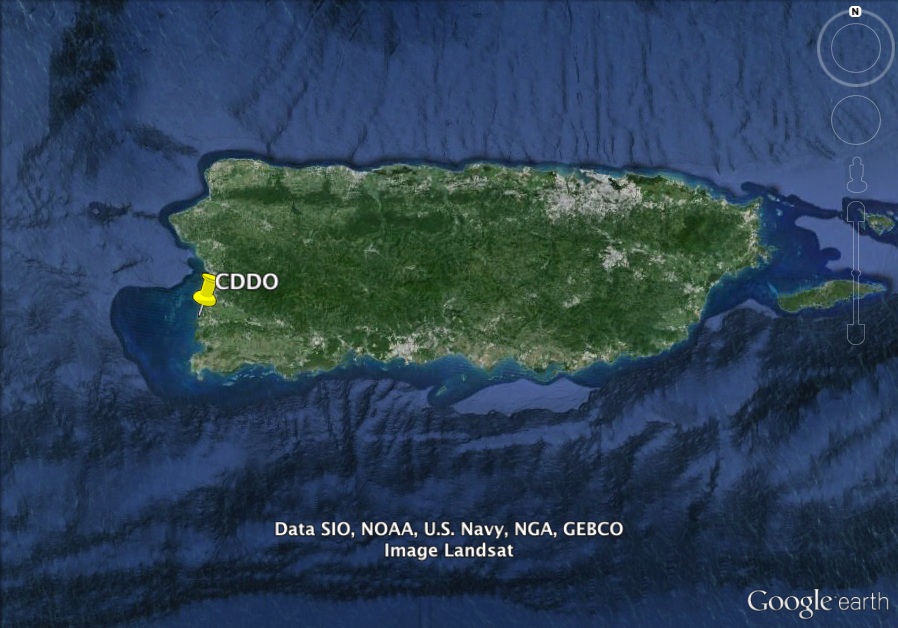 N
CDDO
Data SIO, NOAA, U.S. Navy, NGA, GEBCO
Image Landsat
Google earth